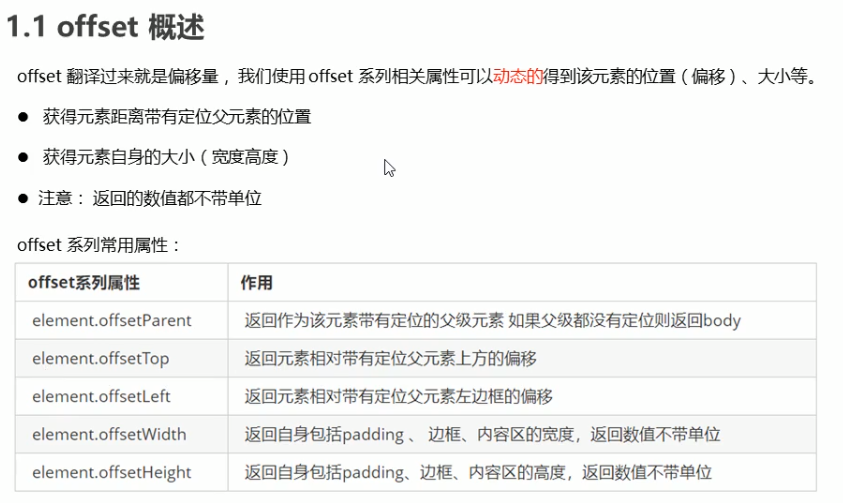 1.1 offset 概述
offset 翻译过来就是偏移量，我们使用 offset 系列相关属性可以动态的得到该元素的位置（偏移）、大小等。
● 获得元素距离带有定位父元素的位置
● 获得元素自身的大小（宽度高度）
● 注意：返回的数值都不带单位
offset 系列常用属性：
offset系列属性 作用
element.offsetParent 返回作为该元素带有定位的父级元素 如果父级都没有定位则返回body
element.offsetTop 返回元素相对带有定位父元素上方的偏移
element.offsetLeft 返回元素相对带有定位父元素左边框的偏移
element.offsetWidth 返回自身包括padding 、 边框、内容区的宽度，返回数值不带单位
element.offsetHeight 返回自身包括padding、边框、内容区的高度，返回数值不带单位